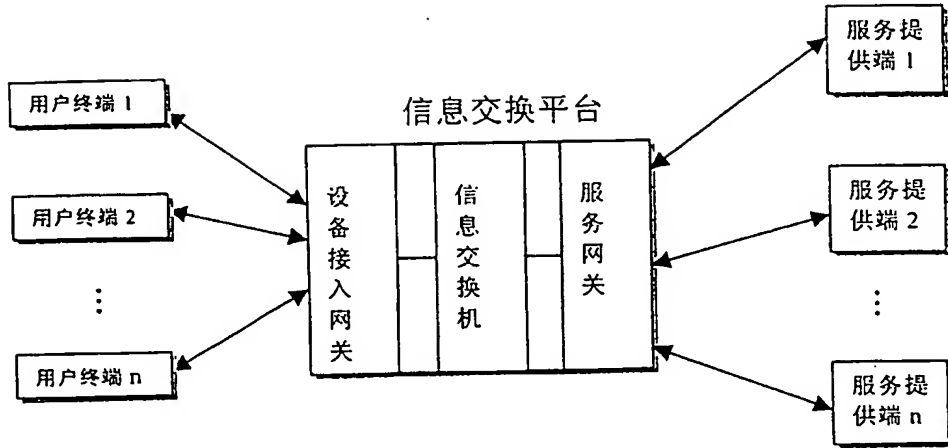 用户终端 1
用户终端 2
⋮
用户终端 n
信息交换平台
设备接入网关
信息交换机
服务网关
服务提
供端 1
服务提
供端 2
⋮
服务提
供端 n